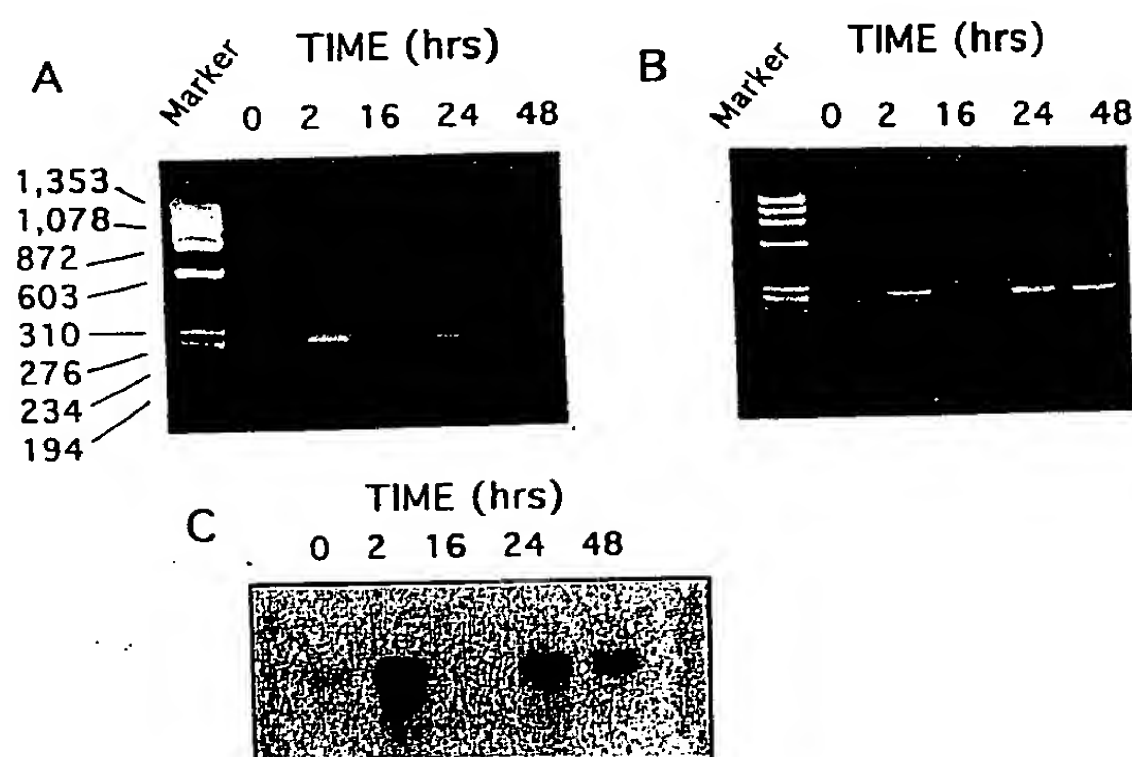 A
Marker
TIME (hrs)
0 2 16 24 48
1,353
1,078
872
603
310
276
234
194
B
Marker
TIME (hrs)
0 2 16 24 48
C
TIME (hrs)
0 2 16 24 48